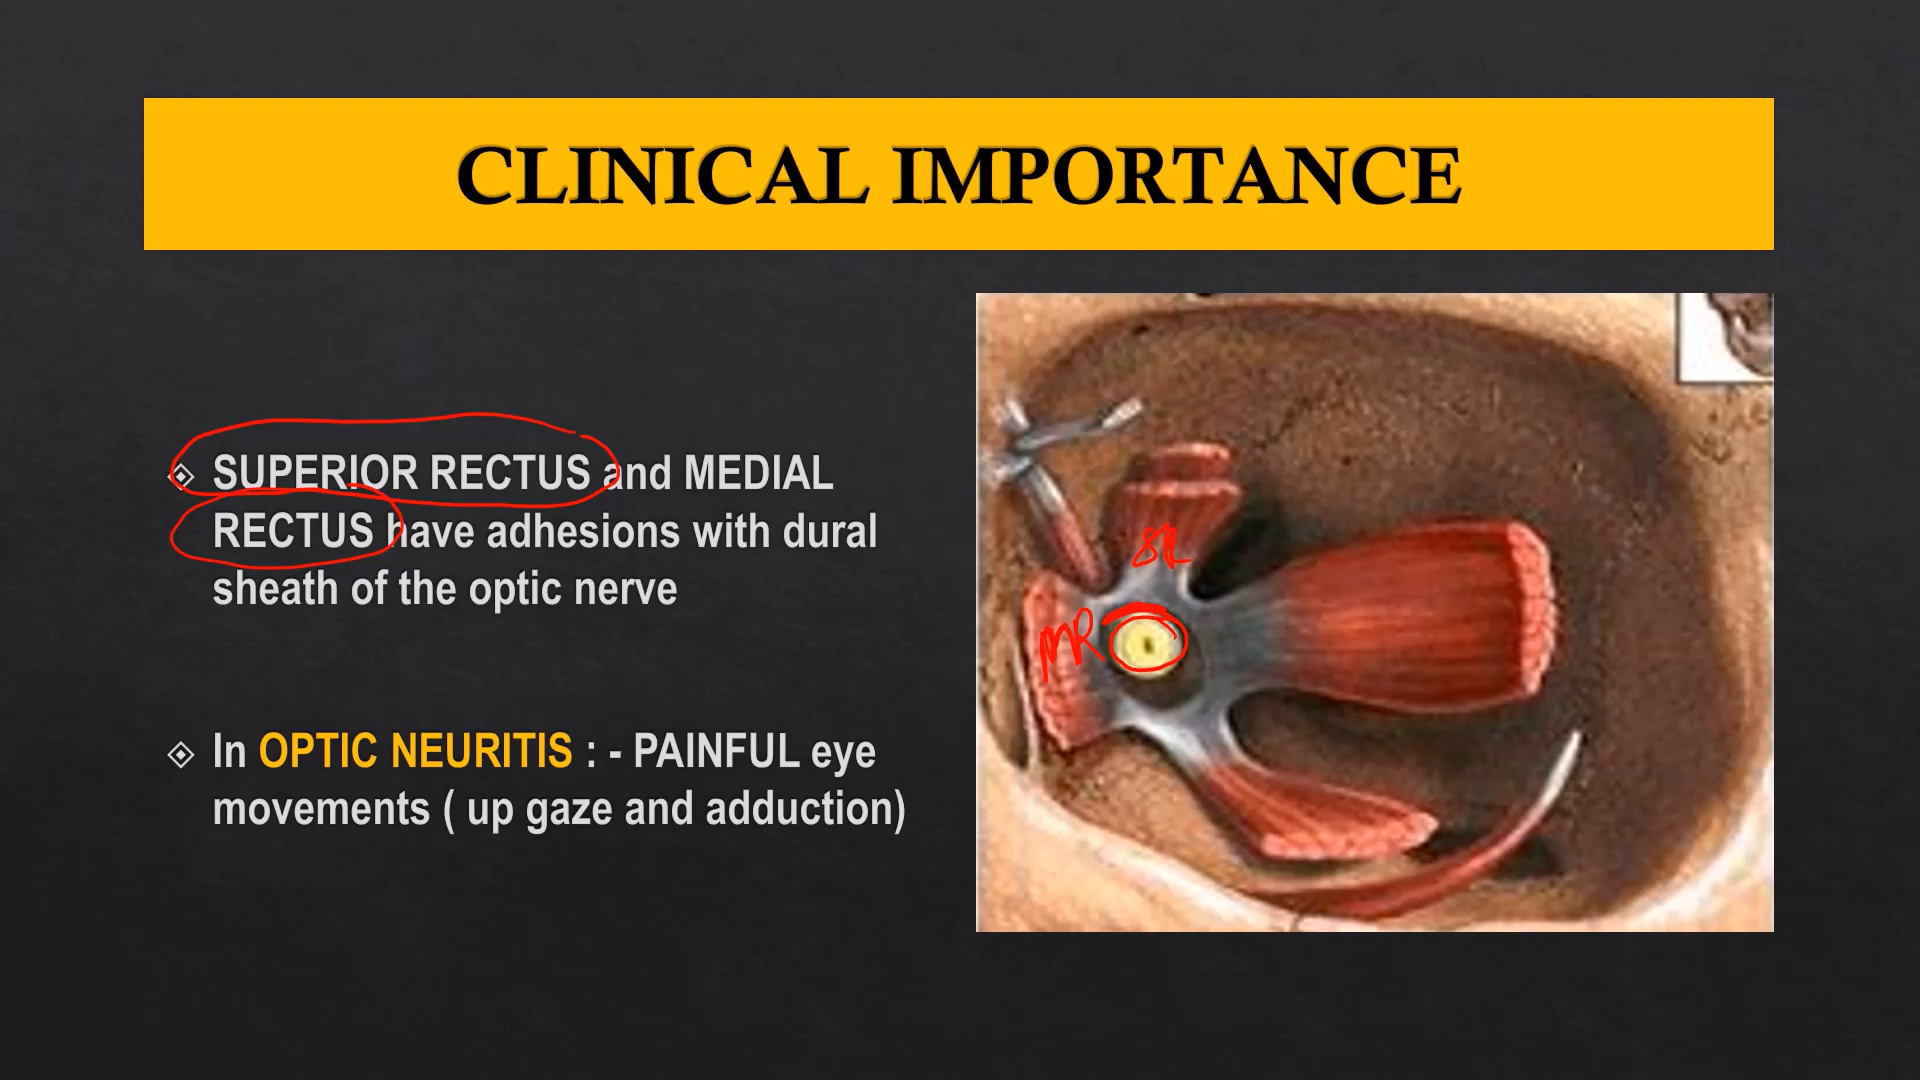 CLINICAL IMPORTANCE
SUPERIOR RECTUS and MEDIAL
RECTUS have adhesions with dural
sheath of the optic nerve
In OPTIC NEURITIS : - PAINFUL eye
movements ( up gaze and adduction)
SR
MR